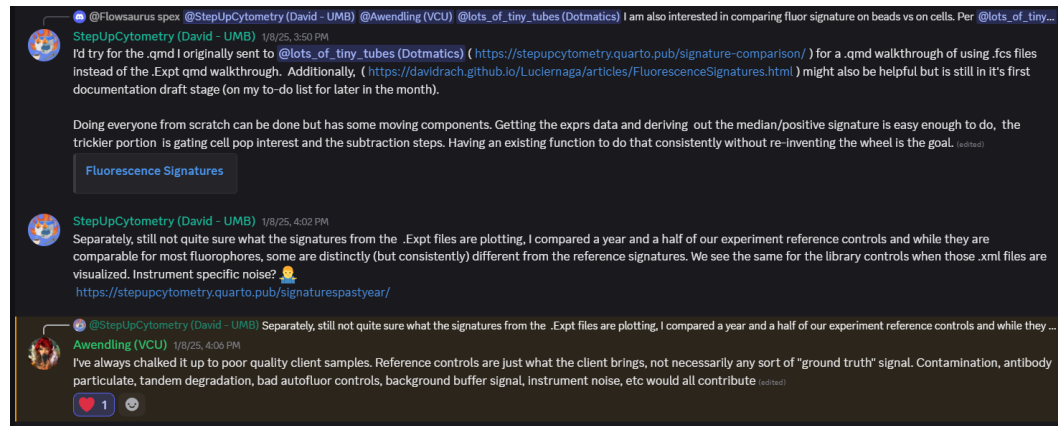 @Flowsaurus spex @StepUpCytometry (David - UMB) @Awendling (VCU) @lots_of_tiny_tubes (Dotmatics) I am also interested in comparing fluor signature on beads vs on cells. Per @lots_of_tiny...
StepUpCytometry (David - UMB) 1/8/25, 3:50 PM
I'd try for the .qmd I originally sent to @lots_of_tiny_tubes (Dotmatics) ( https://stepupcytometry.quarto.pub/signature-comparison/ ) for a .qmd walkthrough of using .fcs files
instead of the .Expt qmd walkthrough. Additionally, ( https://davidrach.github.io/Luciernaga/articles/FluorescenceSignatures.html ) might also be helpful but is still in it's first
documentation draft stage (on my to-do list for later in the month).
Doing everyone from scratch can be done but has some moving components. Getting the exprs data and deriving out the median/positive signature is easy enough to do, the
trickier portion is gating cell pop interest and the subtraction steps. Having an existing function to do that consistently without re-inventing the wheel is the goal. (edited)
Fluorescence Signatures
StepUpCytometry (David - UMB) 1/8/25, 4:02 PM
Separately, still not quite sure what the signatures from the .Expt files are plotting, I compared a year and a half of our experiment reference controls and while they are
comparable for most fluorophores, some are distinctly (but consistently) different from the reference signatures. We see the same for the library controls when those .xml files are
visualized. Instrument specific noise? 🤷‍♂️
https://stepupcytometry.quarto.pub/signaturespastyear/
@StepUpCytometry (David - UMB) Separately, still not quite sure what the signatures from the .Expt files are plotting, I compared a year and a half of our experiment reference controls and while they ...
Awendling (VCU) 1/8/25, 4:06 PM
I've always chalked it up to poor quality client samples. Reference controls are just what the client brings, not necessarily any sort of "ground truth" signal. Contamination, antibody
particulate, tandem degradation, bad autofluor controls, background buffer signal, instrument noise, etc would all contribute (edited)
❤️ 1